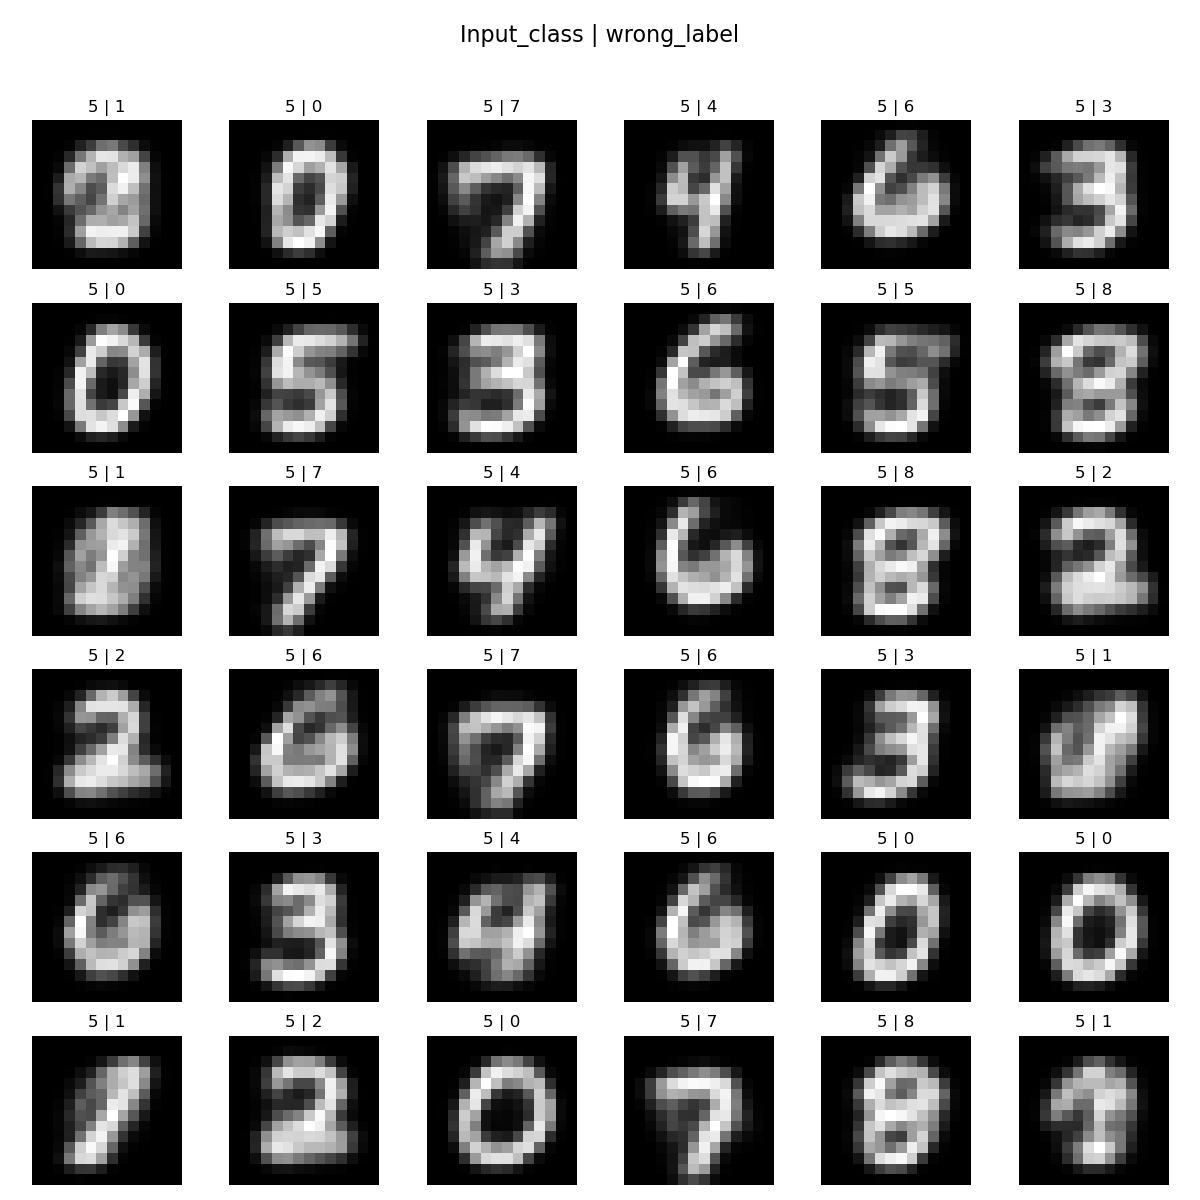 Input_class | wrong_label
5 | 1 5 | 0 5 | 7 5 | 4 5 | 6 5 | 3
5 | 0 5 | 5 5 | 3 5 | 6 5 | 5 5 | 8
5 | 1 5 | 7 5 | 4 5 | 6 5 | 8 5 | 2
5 | 2 5 | 6 5 | 7 5 | 6 5 | 3 5 | 1
5 | 6 5 | 3 5 | 4 5 | 6 5 | 0 5 | 0
5 | 1 5 | 2 5 | 0 5 | 7 5 | 8 5 | 1